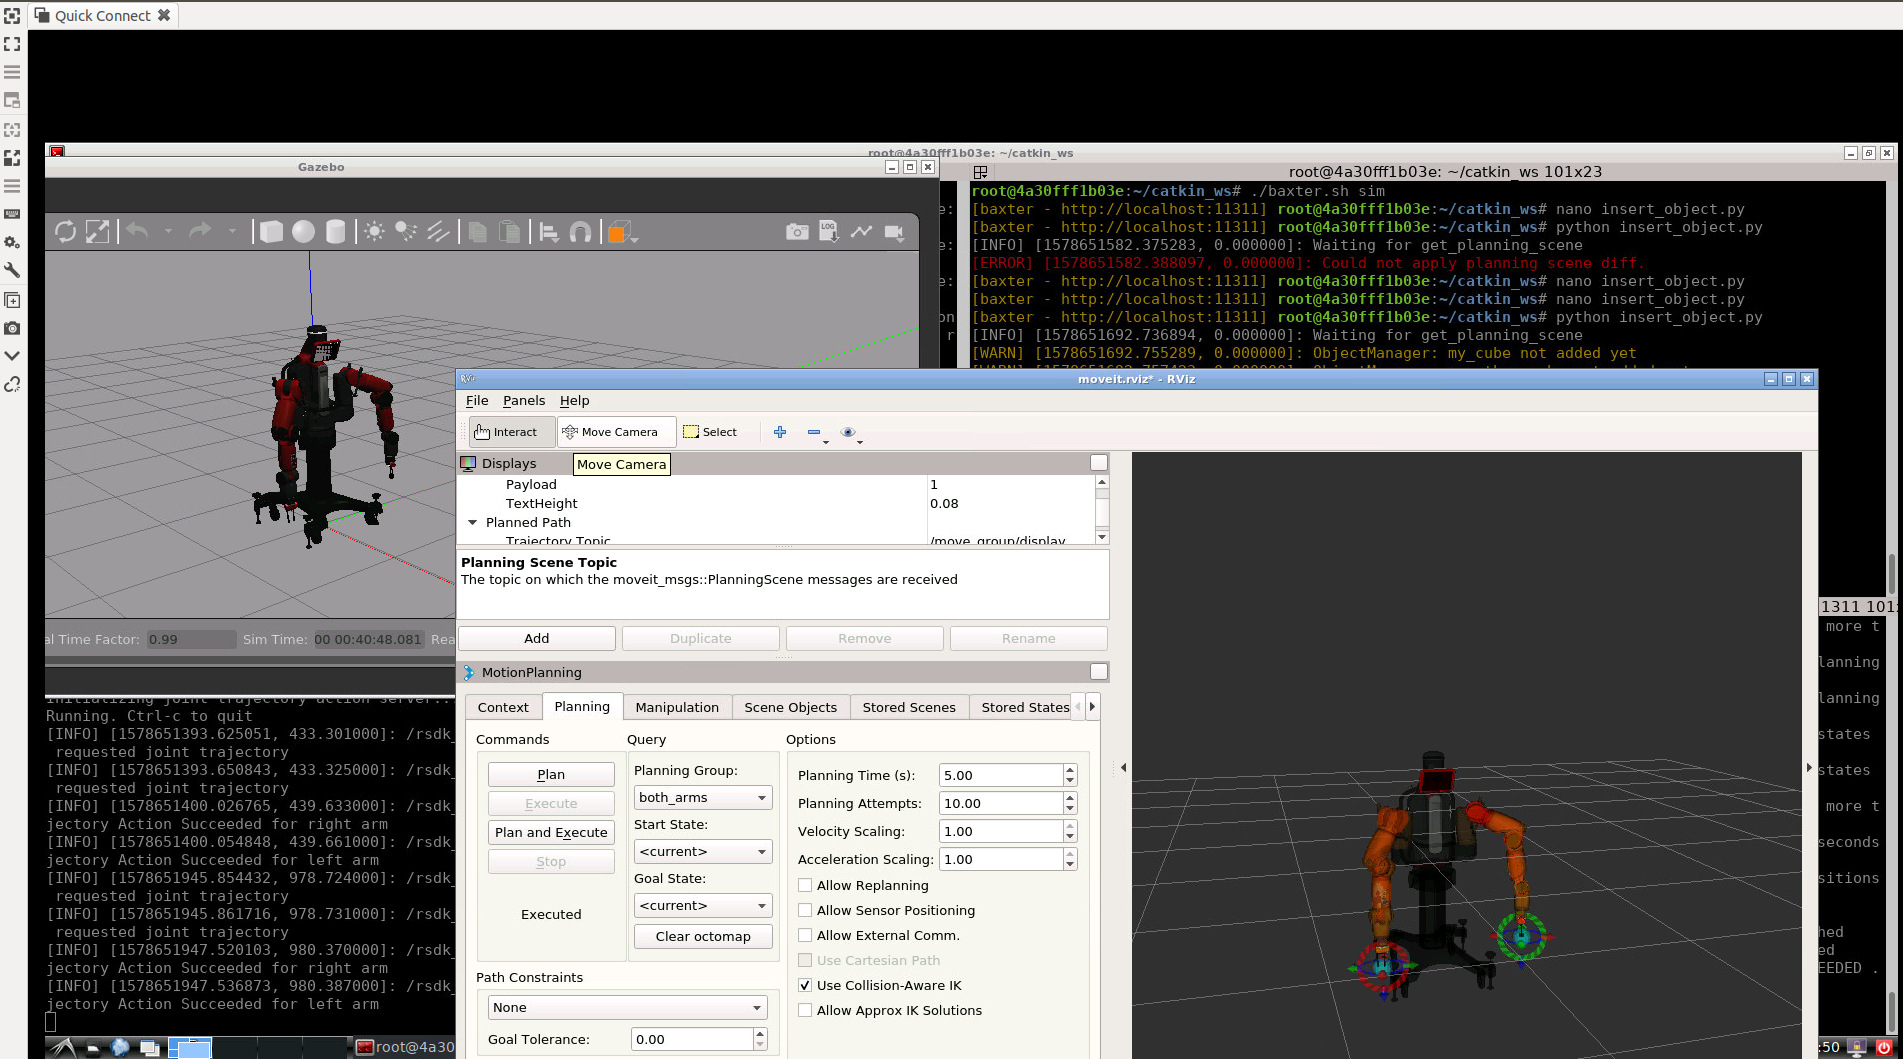 Quick Connect
root@4a30fff1b03e: ~/catkin_ws
Gazebo
root@4a30fff1b03e: ~/catkin_ws 101x23
root@4a30fff1b03e:~/catkin_ws# ./baxter.sh sim
[baxter - http://localhost:11311] root@4a30fff1b03e:~/catkin_ws# nano insert_object.py
[baxter - http://localhost:11311] root@4a30fff1b03e:~/catkin_ws# python insert_object.py
[INFO] [1578651582.375283, 0.000000]: Waiting for get_planning_scene
[ERROR] [1578651582.388097, 0.000000]: Could not apply planning scene diff.
[baxter - http://localhost:11311] root@4a30fff1b03e:~/catkin_ws# nano insert_object.py
[baxter - http://localhost:11311] root@4a30fff1b03e:~/catkin_ws# nano insert_object.py
[baxter - http://localhost:11311] root@4a30fff1b03e:~/catkin_ws# python insert_object.py
[INFO] [1578651692.736894, 0.000000]: Waiting for get_planning_scene
[WARN] [1578651692.755289, 0.000000]: ObjectManager: my_cube not added yet
e:
e:
e:
on
r
LOG
al Time Factor: 0.99 Sim Time: 00 00:40:48.081 Rea
moveit.rviz* - RViz
File Panels Help
Interact Move Camera Select
Displays
Move Camera
Payload 1
TextHeight 0.08
Planned Path
Trajectory Topic /move_group/display
Planning Scene Topic
The topic on which the moveit_msgs::PlanningScene messages are received
Add Duplicate Remove Rename
MotionPlanning
Context Planning Manipulation Scene Objects Stored Scenes Stored States
Commands
Plan
Execute
Plan and Execute
Stop
Executed
Query
Planning Group:
both_arms
Start State:
<current>
Goal State:
<current>
Clear octomap
Options
Planning Time (s): 5.00
Planning Attempts: 10.00
Velocity Scaling: 1.00
Acceleration Scaling: 1.00
Allow Replanning
Allow Sensor Positioning
Allow External Comm.
Use Cartesian Path
Use Collision-Aware IK
Allow Approx IK Solutions
Path Constraints
None
Goal Tolerance: 0.00
Initializing joint trajectory action server...
Running. Ctrl-c to quit
[INFO] [1578651393.625051, 433.301000]: /rsdk_
requested joint trajectory
[INFO] [1578651393.650843, 433.325000]: /rsdk_
requested joint trajectory
[INFO] [1578651400.026765, 439.633000]: /rsdk_
jectory Action Succeeded for right arm
[INFO] [1578651400.054848, 439.661000]: /rsdk_
jectory Action Succeeded for left arm
[INFO] [1578651945.854432, 978.724000]: /rsdk_
requested joint trajectory
[INFO] [1578651945.861716, 978.731000]: /rsdk_
requested joint trajectory
[INFO] [1578651947.520103, 980.370000]: /rsdk_
jectory Action Succeeded for right arm
[INFO] [1578651947.536873, 980.387000]: /rsdk_
jectory Action Succeeded for left arm
1311 101
more t
lanning
lanning
states
states
more t
seconds
sitions
hed
ed
EEDED .
root@4a30
:50